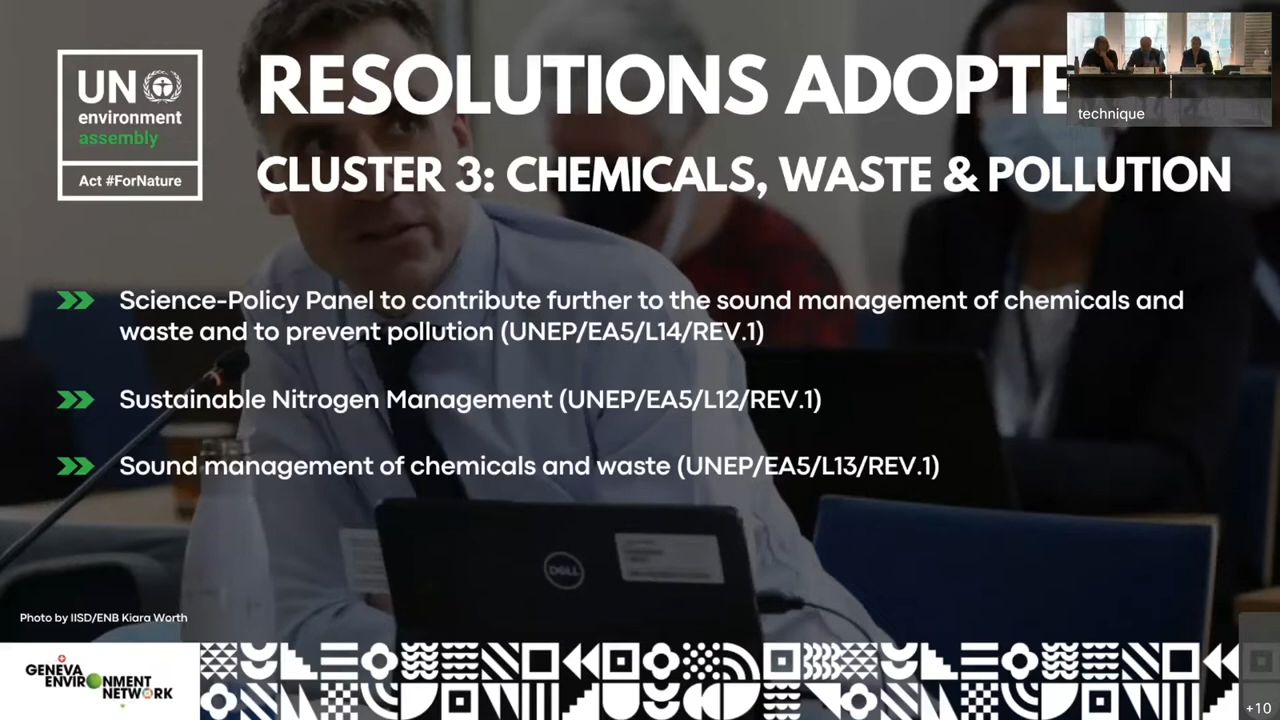 UN
environment
assembly
Act #ForNature
RESOLUTIONS ADOPTE
technique
CLUSTER 3: CHEMICALS, WASTE & POLLUTION
Science-Policy Panel to contribute further to the sound management of chemicals and
waste and to prevent pollution (UNEP/EA5/L14/REV.1)
Sustainable Nitrogen Management (UNEP/EA5/L12/REV.1)
Sound management of chemicals and waste (UNEP/EA5/L13/REV.1)
DELL
Photo by IISD/ENB Kiara Worth
GENEVA
ENVIRONMENT
NETWORK
+10